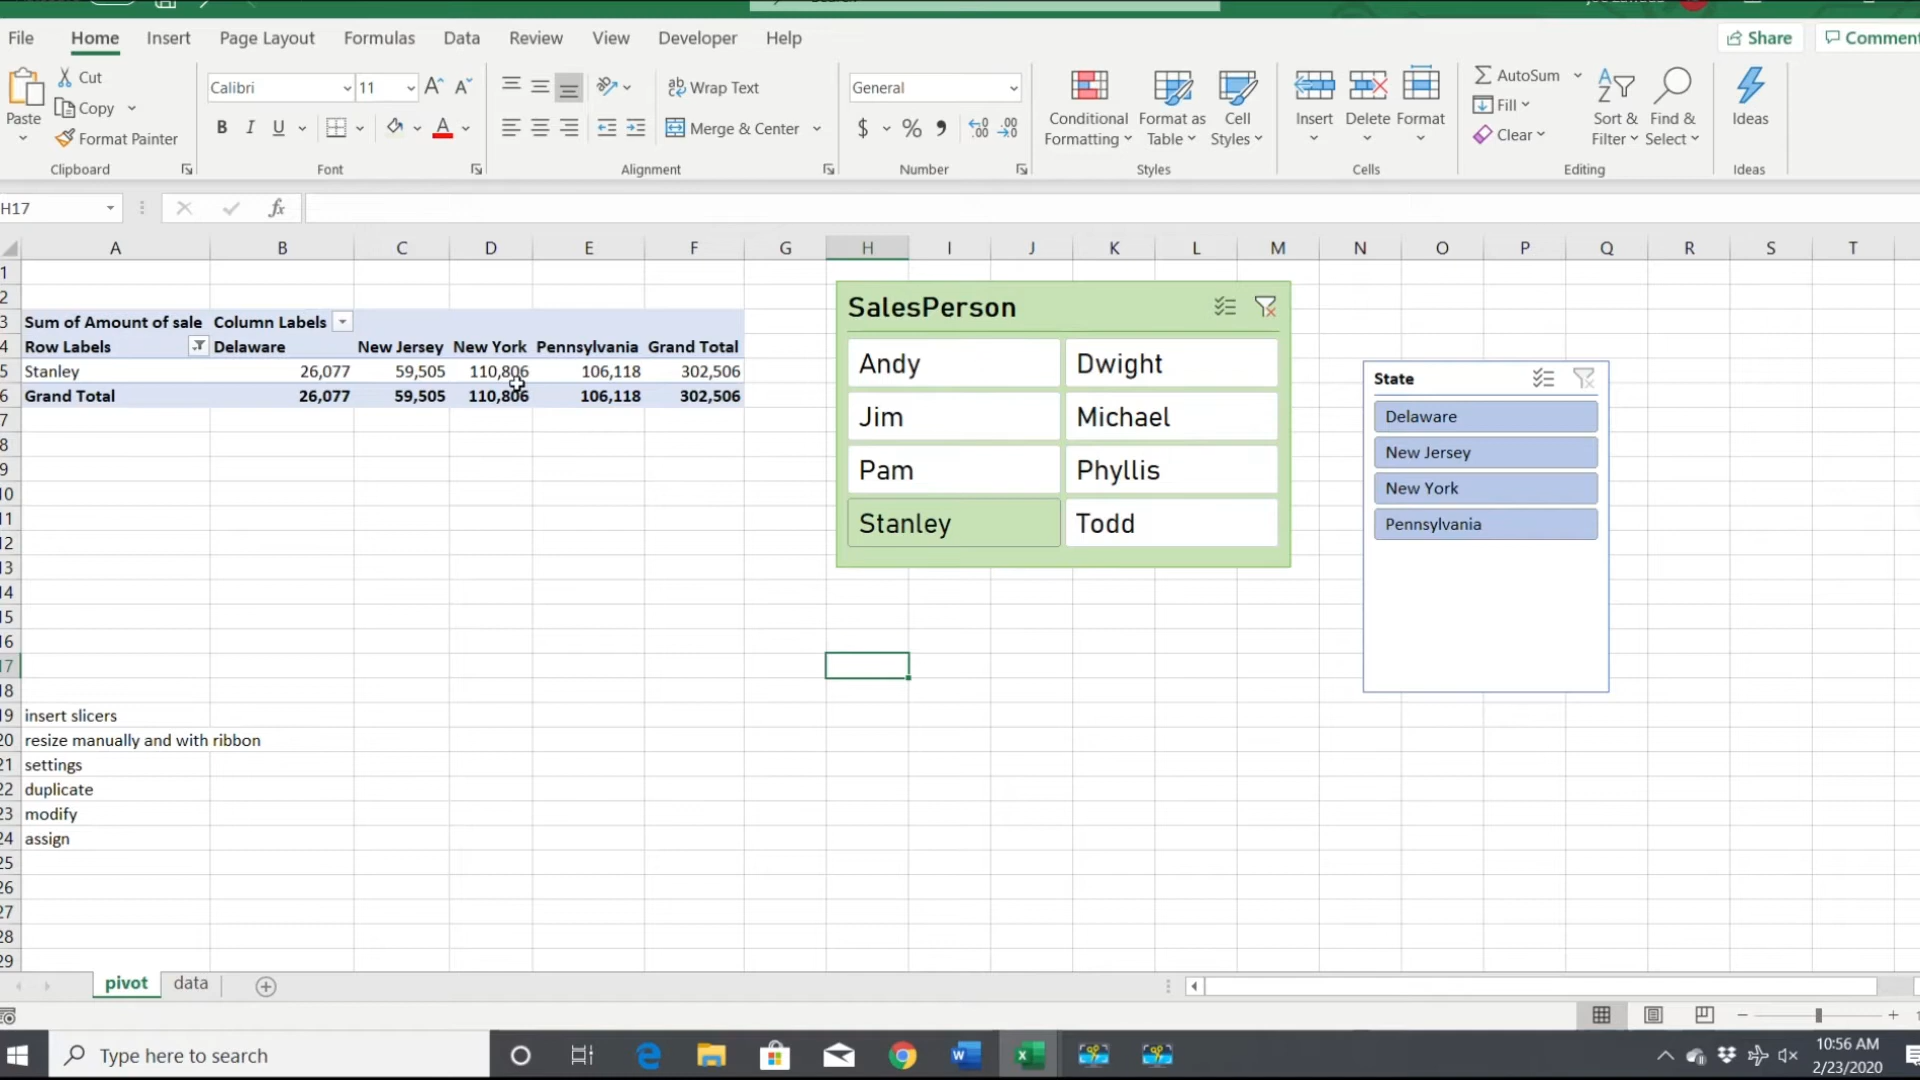 File Home Insert Page Layout Formulas Data Review View Developer Help Share Comment
Paste Cut Copy Format Painter Clipboard
Calibri 11 B I U Font
Wrap Text Merge & Center Alignment
General $ % Number
Conditional Formatting Format as Table Cell Styles Styles
Insert Delete Format Cells
AutoSum Fill Clear Sort & Filter Find & Select Editing
Ideas Ideas
H17 fx
A B C D E F G H I J K L M N O P Q R S T
1
2
3 Sum of Amount of sale Column Labels
4 Row Labels Delaware New Jersey New York Pennsylvania Grand Total
5 Stanley 26,077 59,505 110,806 106,118 302,506
6 Grand Total 26,077 59,505 110,806 106,118 302,506
7
8
9
10
11
12
13
14
15
16
17
18
19 insert slicers
20 resize manually and with ribbon
21 settings
22 duplicate
23 modify
24 assign
25
26
27
28
29
SalesPerson
Andy Dwight
Jim Michael
Pam Phyllis
Stanley Todd
State
Delaware
New Jersey
New York
Pennsylvania
pivot data
Type here to search
10:56 AM
2/23/2020